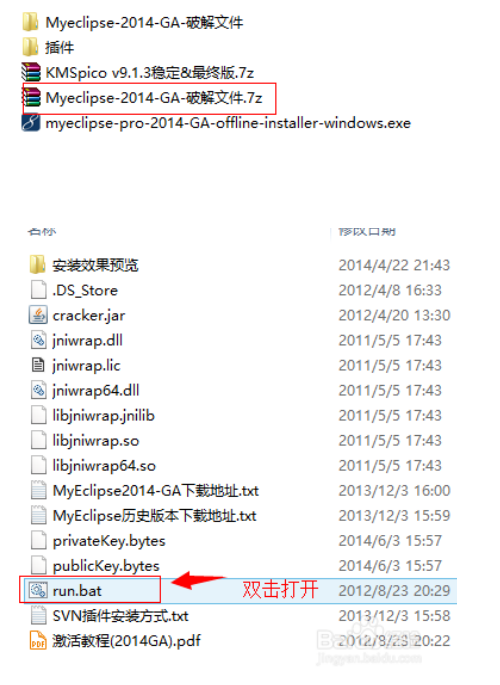 Myeclipse-2014-GA-破解文件
插件
KMSpico v9.1.3稳定&最终版.7z
Myeclipse-2014-GA-破解文件.7z
myeclipse-pro-2014-GA-offline-installer-windows.exe
名称 修改日期
安装效果预览 2014/4/22 21:43
.DS_Store 2012/4/8 16:33
cracker.jar 2012/4/20 13:30
jniwrap.dll 2011/5/5 17:43
jniwrap.lic 2011/5/5 17:43
jniwrap64.dll 2011/5/5 17:43
libjniwrap.jnilib 2011/5/5 17:43
libjniwrap.so 2011/5/5 17:43
libjniwrap64.so 2011/5/5 17:43
MyEclipse2014-GA下载地址.txt 2013/12/3 16:00
MyEclipse历史版本下载地址.txt 2013/12/3 15:59
privateKey.bytes 2014/6/3 15:57
publicKey.bytes 2014/6/3 15:57
run.bat 双击打开 2012/8/23 20:29
SVN插件安装方式.txt 2013/12/3 15:58
激活教程(2014GA).pdf 2012/8/23 20:22
Baidu经验
jingyan.baidu.com